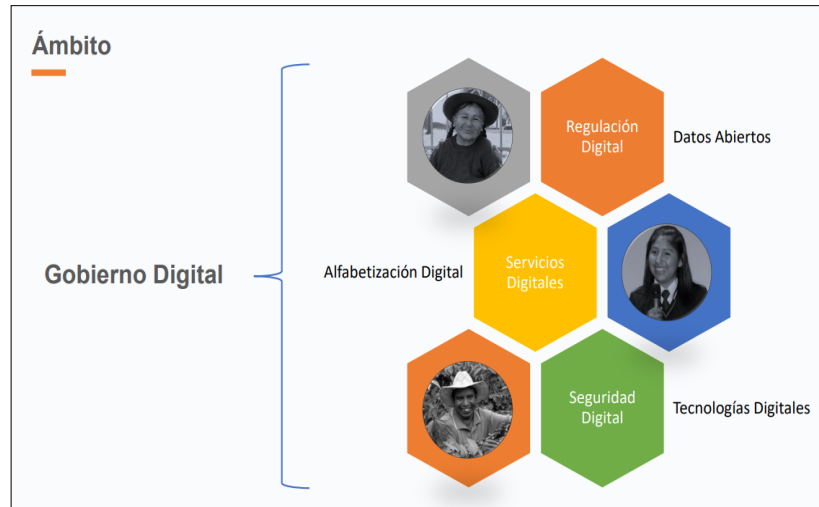 Ámbito
Regulación
Digital
Datos Abiertos
Gobierno Digital
Alfabetización Digital
Servicios
Digitales
Seguridad
Digital
Tecnologías Digitales